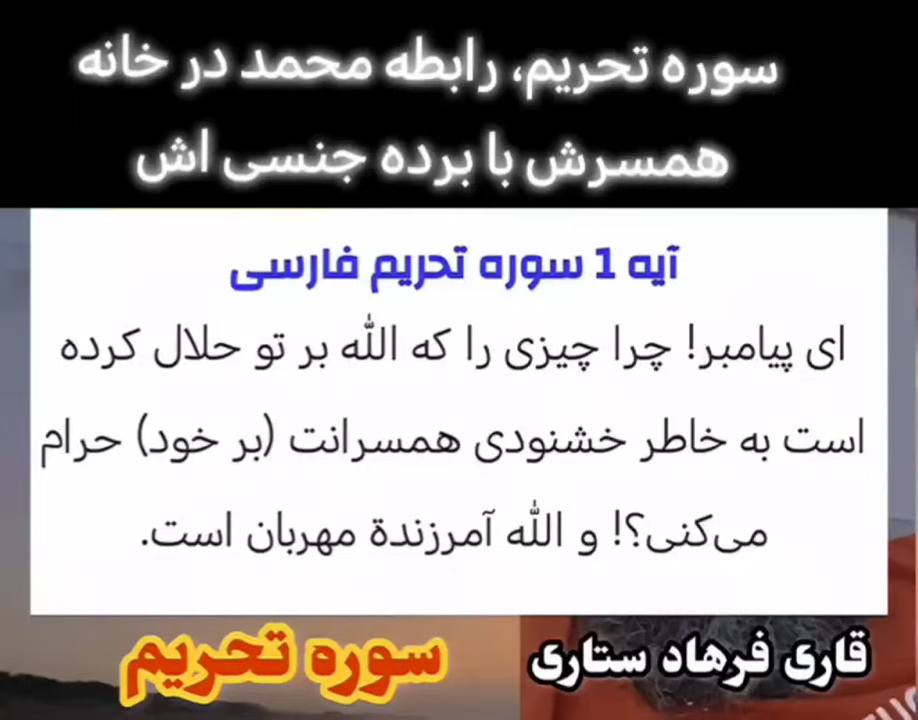 سوره تحریم، رابطه محمد در خانه
همسرش با برده جنسی اش
آیه 1 سوره تحریم فارسی
ای پیامبر! چرا چیزی را که الله بر تو حلال کرده
است به خاطر خشنودی همسرانت (بر خود) حرام
می‌کنی؟! و الله آمرزندة مهربان است.
سوره تحریم
قاری فرهاد ستاری